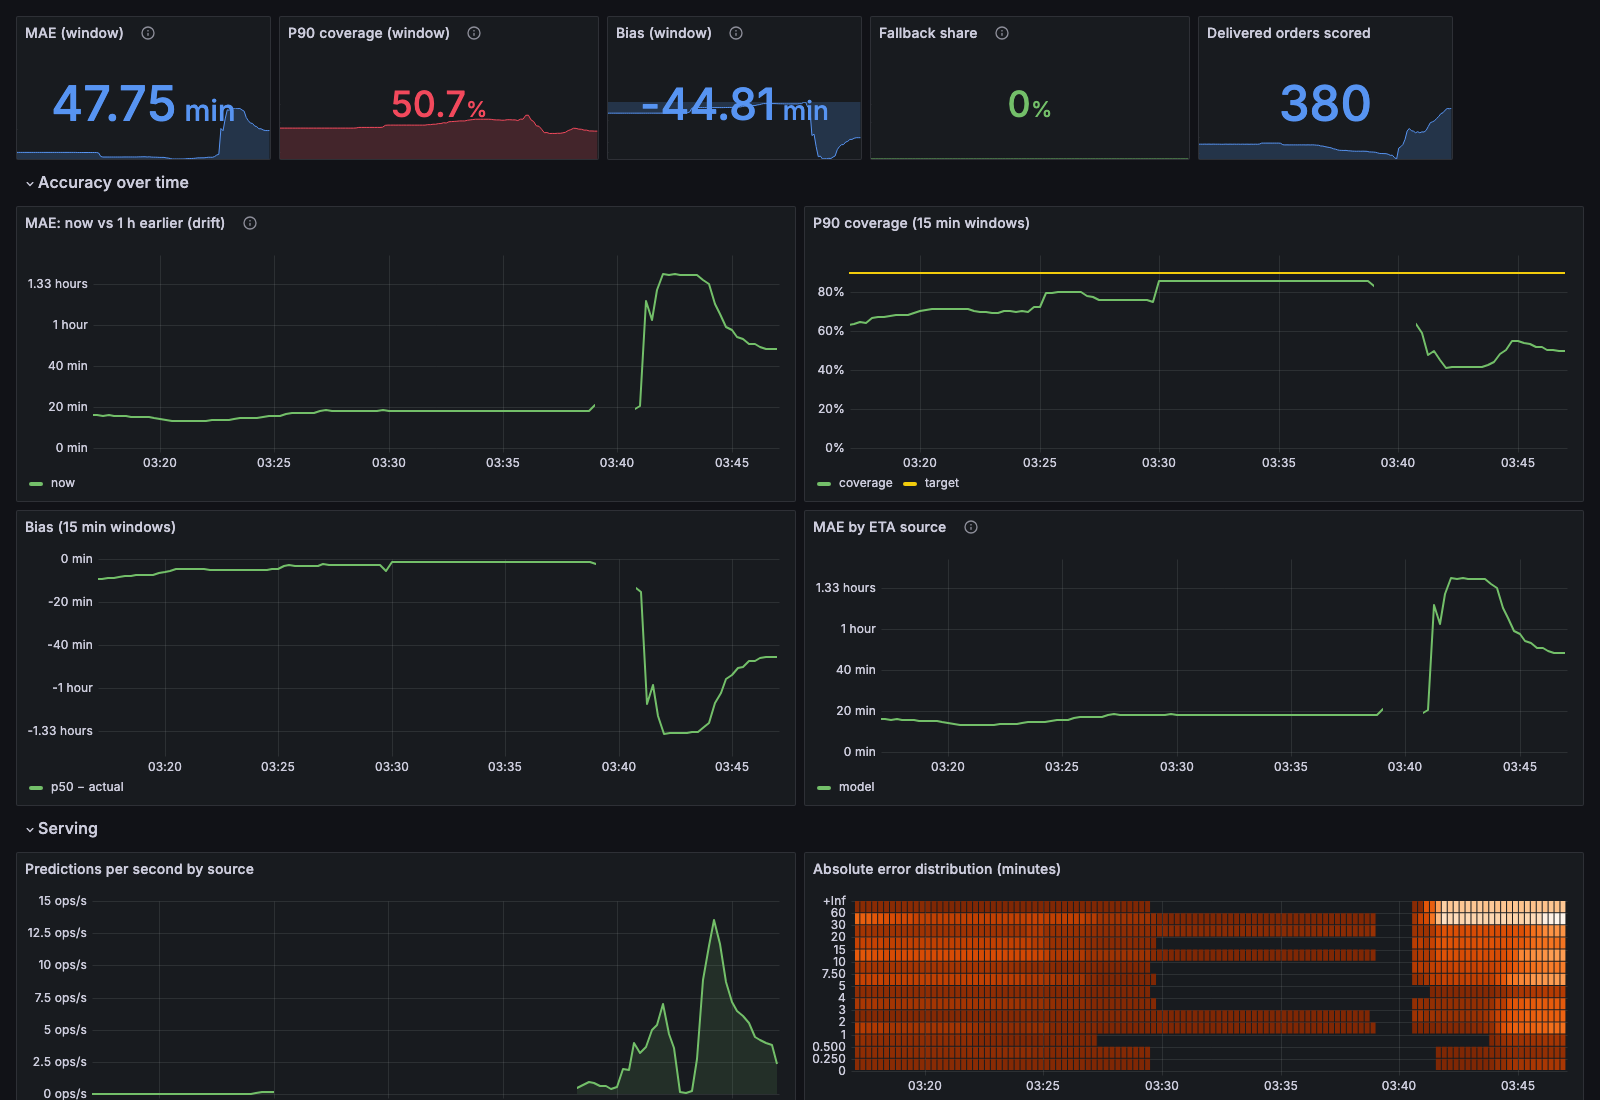 MAE (window)
47.75 min
P90 coverage (window)
50.7%
Bias (window)
-44.81 min
Fallback share
0%
Delivered orders scored
380
Accuracy over time
MAE: now vs 1 h earlier (drift)
1.33 hours
1 hour
40 min
20 min
0 min
03:20 03:25 03:30 03:35 03:40 03:45
now
P90 coverage (15 min windows)
80%
60%
40%
20%
0%
03:20 03:25 03:30 03:35 03:40 03:45
coverage target
Bias (15 min windows)
0 min
-20 min
-40 min
-1 hour
-1.33 hours
03:20 03:25 03:30 03:35 03:40 03:45
p50 − actual
MAE by ETA source
1.33 hours
1 hour
40 min
20 min
0 min
03:20 03:25 03:30 03:35 03:40 03:45
model
Serving
Predictions per second by source
15 ops/s
12.5 ops/s
10 ops/s
7.5 ops/s
5 ops/s
2.5 ops/s
0 ops/s
Absolute error distribution (minutes)
+Inf
60
30
20
15
10
7.50
5
4
3
2
1
0.500
0.250
0
03:20 03:25 03:30 03:35 03:40 03:45